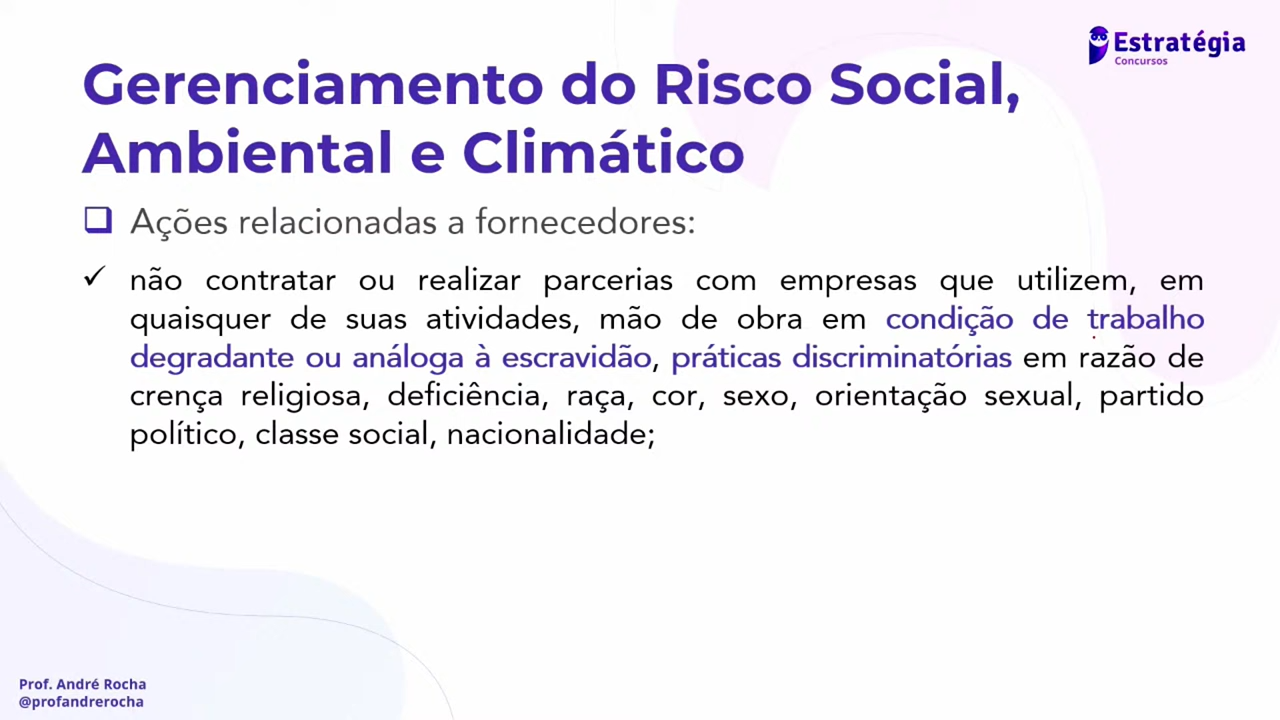 Estratégia
Concursos
Gerenciamento do Risco Social,
Ambiental e Climático
Ações relacionadas a fornecedores:
não contratar ou realizar parcerias com empresas que utilizem, em
quaisquer de suas atividades, mão de obra em condição de trabalho
degradante ou análoga à escravidão, práticas discriminatórias em razão de
crença religiosa, deficiência, raça, cor, sexo, orientação sexual, partido
político, classe social, nacionalidade;
Prof. André Rocha
@profandrerocha